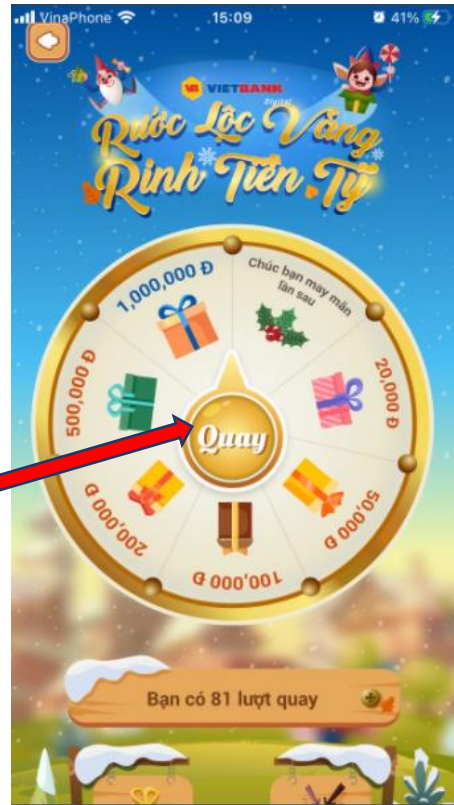 VinaPhone 15:09 41%
VB VIETBANK
Digital
Rước Lộc Vàng
Rinh Tiền Tỷ
1,000,000 Đ
Chúc bạn may mắn
lần sau
20,000 Đ
50,000 Đ
100,000 Đ
200,000 Đ
500,000 Đ
Quay
Bạn có 81 lượt quay